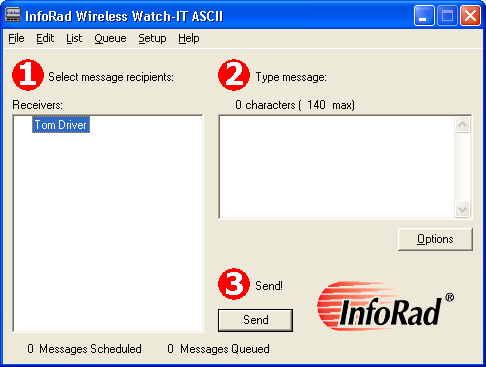 InfoRad Wireless Watch-IT ASCII
File Edit List Queue Setup Help
1 Select message recipients:
2 Type message:
Receivers:
0 characters ( 140 max)
Tom Driver
Options
3 Send!
Send
InfoRad®
0 Messages Scheduled 0 Messages Queued